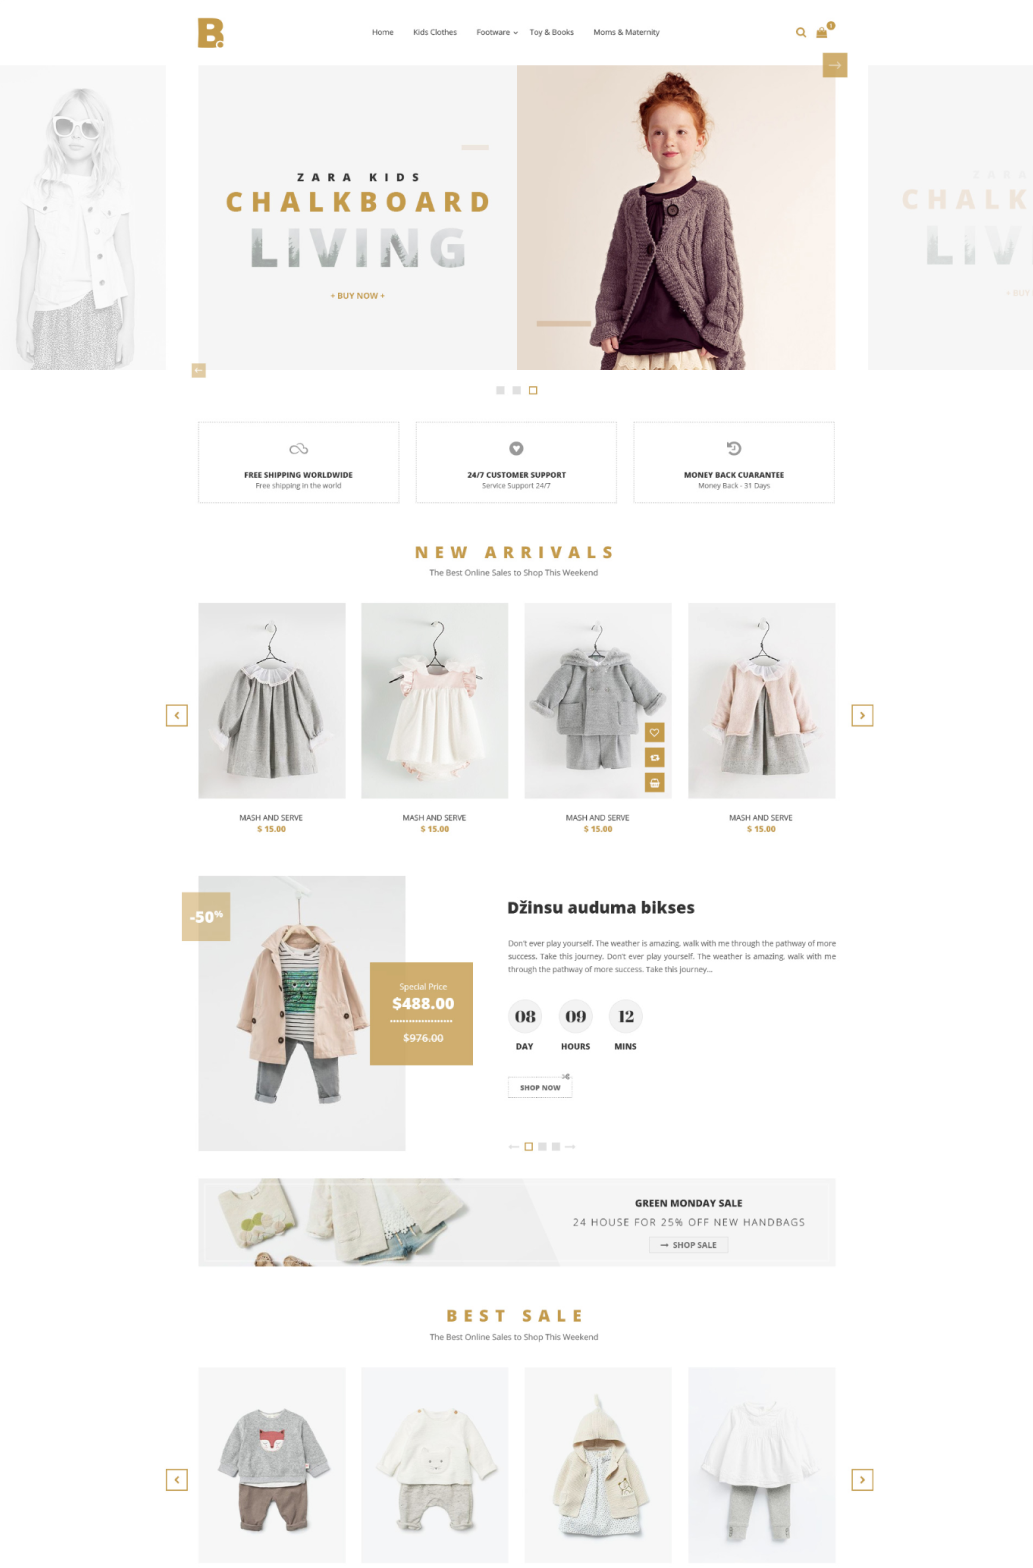 B.
Home Kids Clothes Footware Toy & Books Moms & Maternity
1
ZARA KIDS
CHALKBOARD
LIVING
+ BUY NOW +
ZARA
CHALK
LIV
+ BUY
FREE SHIPPING WORLDWIDE
Free shipping in the world
24/7 CUSTOMER SUPPORT
Service Support 24/7
MONEY BACK CUARANTEE
Money Back - 31 Days
NEW ARRIVALS
The Best Online Sales to Shop This Weekend
MASH AND SERVE
$ 15.00
MASH AND SERVE
$ 15.00
MASH AND SERVE
$ 15.00
MASH AND SERVE
$ 15.00
-50%
Special Price
$488.00
$976.00
Džinsu auduma bikses
Don't ever play yourself. The weather is amazing, walk with me through the pathway of more
success. Take this journey. Don't ever play yourself. The weather is amazing, walk with me
through the pathway of more success. Take this journey...
08 09 12
DAY HOURS MINS
SHOP NOW
GREEN MONDAY SALE
24 HOUSE FOR 25% OFF NEW HANDBAGS
SHOP SALE
BEST SALE
The Best Online Sales to Shop This Weekend